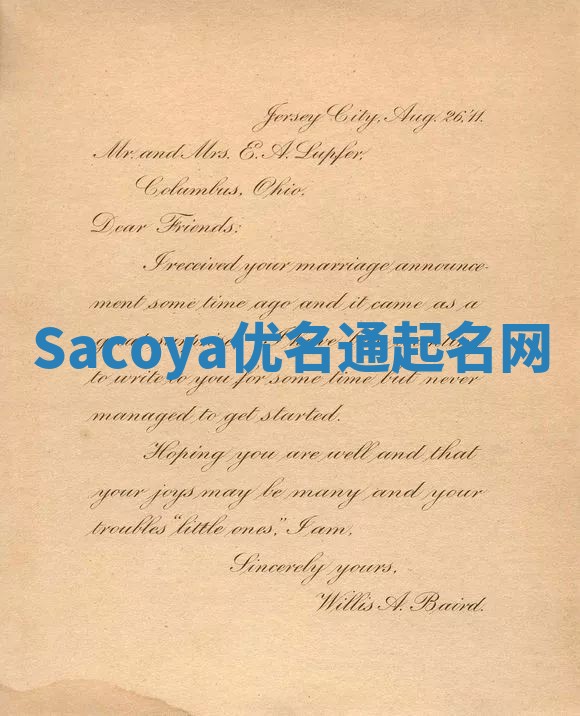 Jersey City, Aug. 26,'11.
Mr. and Mrs. E. A. Lupfer,
Columbus, Ohio.
Dear Friends:
I received your marriage announce-
ment some time ago and it came as a
Sacoya优名通起名网
to write to you for some time but never
managed to get started.
Hoping you are well and that
your joys may be many and your
troubles "little ones," I am,
Sincerely yours,
Willis A. Baird.